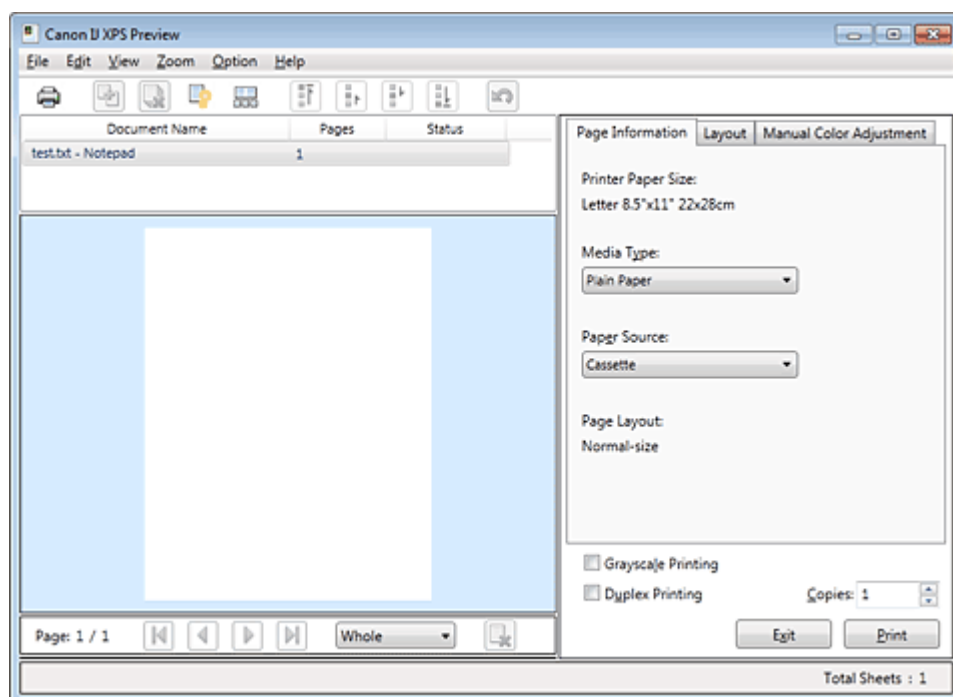 Canon IJ XPS Preview
File Edit View Zoom Option Help
Document Name Pages Status
test.txt - Notepad 1
Page Information Layout Manual Color Adjustment
Printer Paper Size:
Letter 8.5"x11" 22x28cm
Media Type:
Plain Paper
Paper Source:
Cassette
Page Layout:
Normal-size
Grayscale Printing
Duplex Printing Copies: 1
Page: 1 / 1 Whole Exit Print
Total Sheets : 1